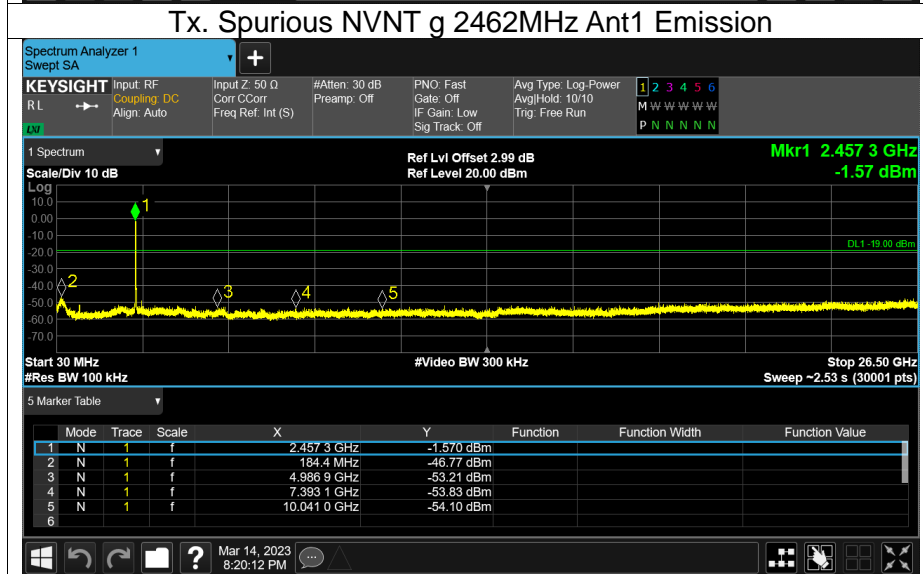 Tx. Spurious NVNT g 2462MHz Ant1 Emission
Spectrum Analyzer 1
Swept SA
+
KEYSIGHT Input: RF Input Z: 50 Ω #Atten: 30 dB PNO: Fast Avg Type: Log-Power 1 2 3 4 5 6
R L Coupling: DC Corr CCorr Preamp: Off Gate: Off Avg|Hold: 10/10 M W W W W W
Align: Auto Freq Ref: Int (S) IF Gain: Low Trig: Free Run
LXI Sig Track: Off P N N N N N
1 Spectrum Ref Lvl Offset 2.99 dB Mkr1 2.457 3 GHz
Scale/Div 10 dB Ref Level 20.00 dBm -1.57 dBm
Log
10.0 1
0.00
-10.0
-20.0 DL1 -19.00 dBm
-30.0
-40.0 2
-50.0 3 4 5
-60.0
-70.0
Start 30 MHz #Video BW 300 kHz Stop 26.50 GHz
#Res BW 100 kHz Sweep ~2.53 s (30001 pts)
5 Marker Table
Mode Trace Scale X Y Function Function Width Function Value
1 N 1 f 2.457 3 GHz -1.570 dBm
2 N 1 f 184.4 MHz -46.77 dBm
3 N 1 f 4.986 9 GHz -53.21 dBm
4 N 1 f 7.393 1 GHz -53.83 dBm
5 N 1 f 10.041 0 GHz -54.10 dBm
6
? Mar 14, 2023
8:20:12 PM